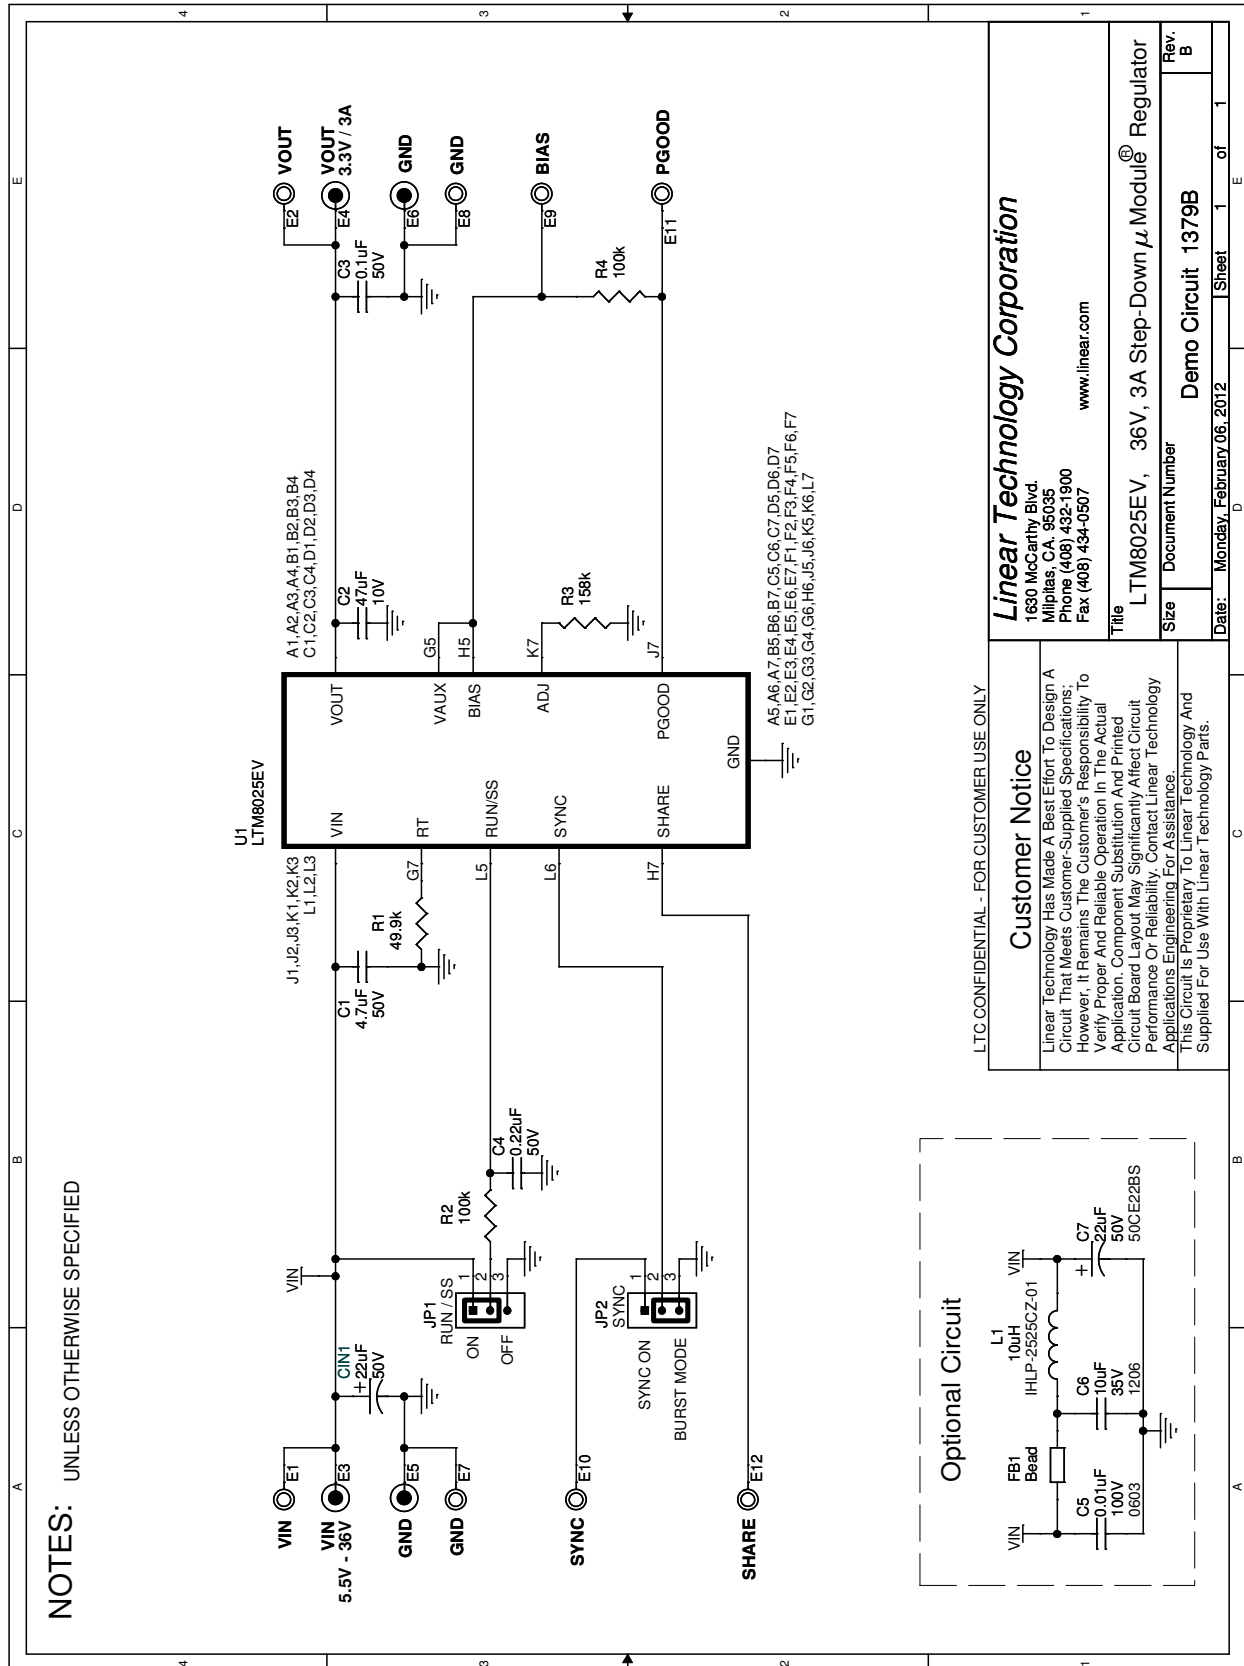 NOTES: UNLESS OTHERWISE SPECIFIED
A
B
C
D
E
4
3
2
1
VIN
E1
VIN
5.5V - 36V
E3
GND
E5
GND
E7
CIN1
+
22uF
50V
VIN
SYNC
E10
SHARE
E12
JP1
RUN / SS
ON
OFF
1
2
3
R2
100k
C4
0.22uF
50V
JP2
SYNC
SYNC ON
BURST MODE
1
2
3
C1
4.7uF
50V
R1
49.9k
J1,J2,J3,K1,K2,K3
L1,L2,L3
G7
L5
L6
H7
U1
LTM8025EV
VIN
RT
RUN/SS
SYNC
SHARE
VOUT
VAUX
BIAS
ADJ
PGOOD
GND
A1,A2,A3,A4,B1,B2,B3,B4
C1,C2,C3,C4,D1,D2,D3,D4
G5
H5
K7
J7
A5,A6,A7,B5,B6,B7,C5,C6,C7,D5,D6,D7
E1,E2,E3,E4,E5,E6,E7,F1,F2,F3,F4,F5,F6,F7
G1,G2,G3,G4,G6,H6,J5,J6,K5,K6,L7
C2
47uF
10V
R3
158k
C3
0.1uF
50V
R4
100k
E2
VOUT
E4
VOUT
3.3V / 3A
E6
GND
E8
GND
E9
BIAS
E11
PGOOD
Optional Circuit
VIN
FB1
Bead
C5
0.01uF
100V
0603
L1
10uH
IHLP-2525CZ-01
C6
10uF
35V
1206
VIN
+
C7
22uF
50V
50CE22BS
LTC CONFIDENTIAL - FOR CUSTOMER USE ONLY
Customer Notice
Linear Technology Has Made A Best Effort To Design A
Circuit That Meets Customer-Supplied Specifications;
However, It Remains The Customer's Responsibility To
Verify Proper And Reliable Operation In The Actual
Application. Component Substitution And Printed
Circuit Board Layout May Significantly Affect Circuit
Performance Or Reliability. Contact Linear Technology
Applications Engineering For Assistance.
This Circuit Is Proprietary To Linear Technology And
Supplied For Use With Linear Technology Parts.
Linear Technology Corporation
1630 McCarthy Blvd.
Milpitas, CA. 95035
Phone (408) 432-1900
Fax (408) 434-0507
www.linear.com
Title
LTM8025EV, 36V, 3A Step-Down µModule® Regulator
Size
Document Number
Demo Circuit 1379B
Rev.
B
Date: Monday, February 06, 2012
Sheet 1 of 1
A
B
C
D
E
4
3
2
1